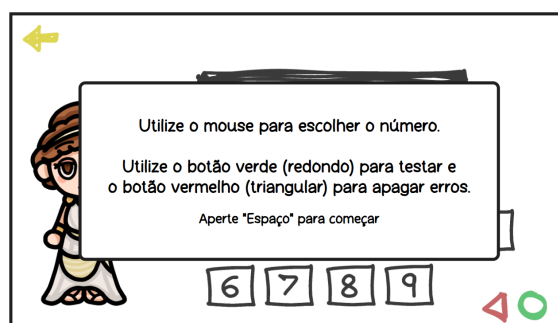 Utilize o mouse para escolher o número.
Utilize o botão verde (redondo) para testar e
o botão vermelho (triangular) para apagar erros.
Aperte "Espaço" para começar
6 7 8 9